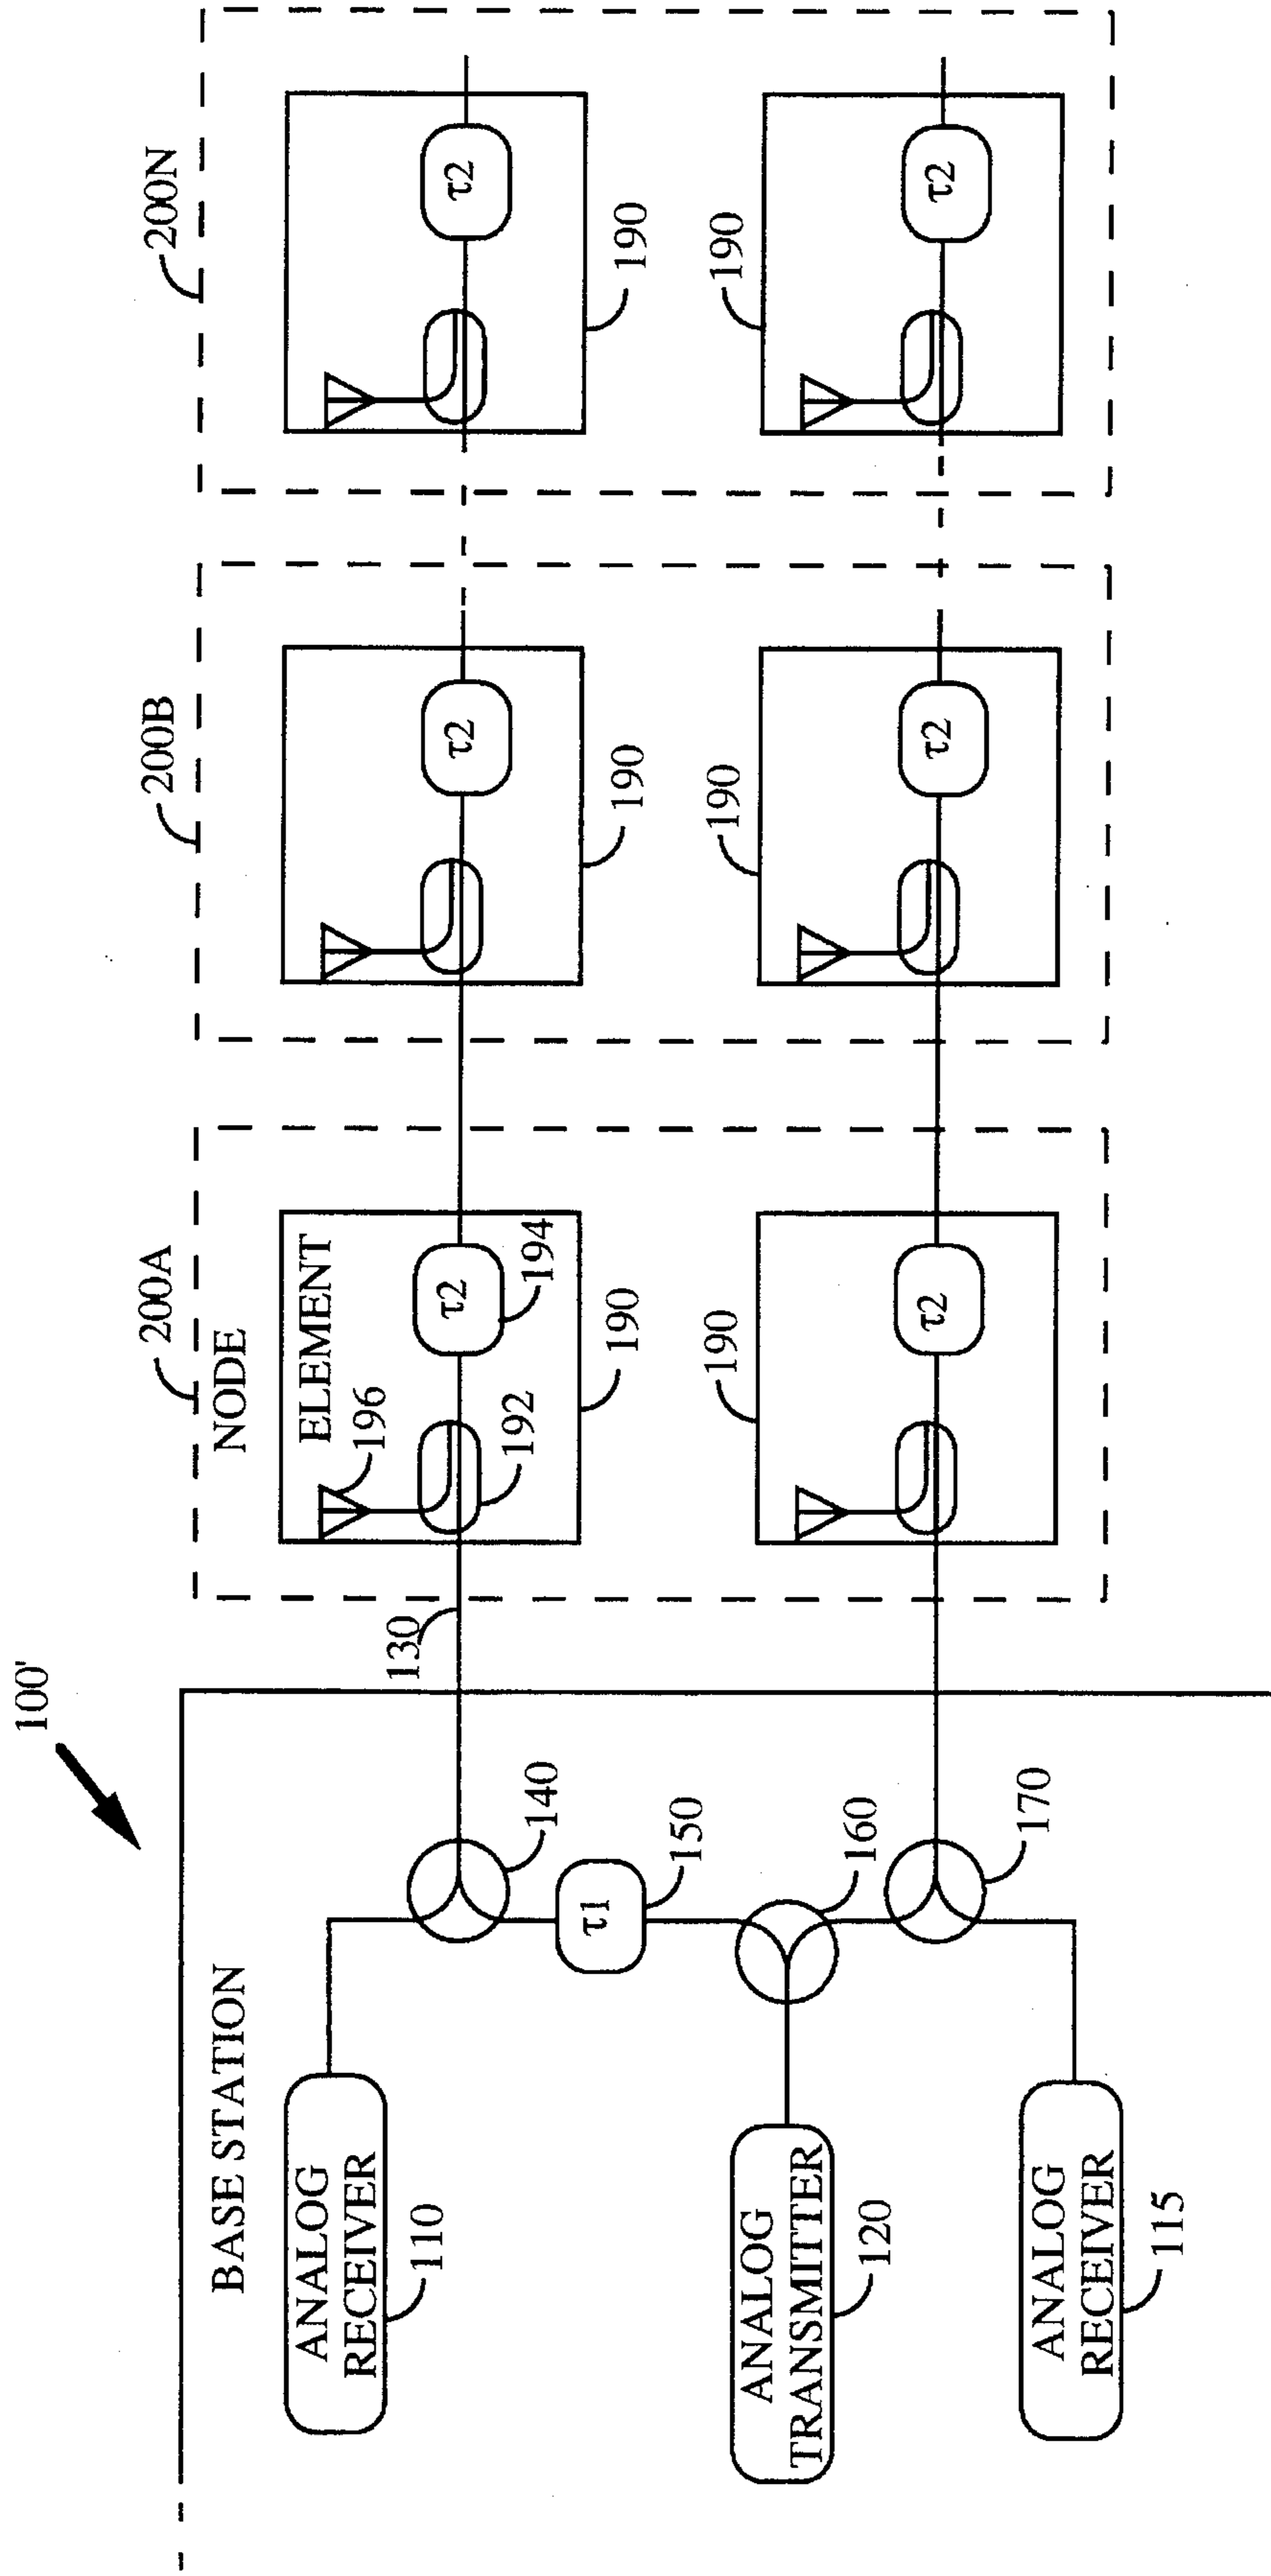 100'
BASE STATION
ANALOG
RECEIVER
110
ANALOG
TRANSMITTER
120
ANALOG
RECEIVER
115
140
τ1
150
160
170
130
200A
NODE
ELEMENT
196
192
τ2
194
190
190
τ2
200B
τ2
190
190
τ2
200N
τ2
190
190
τ2